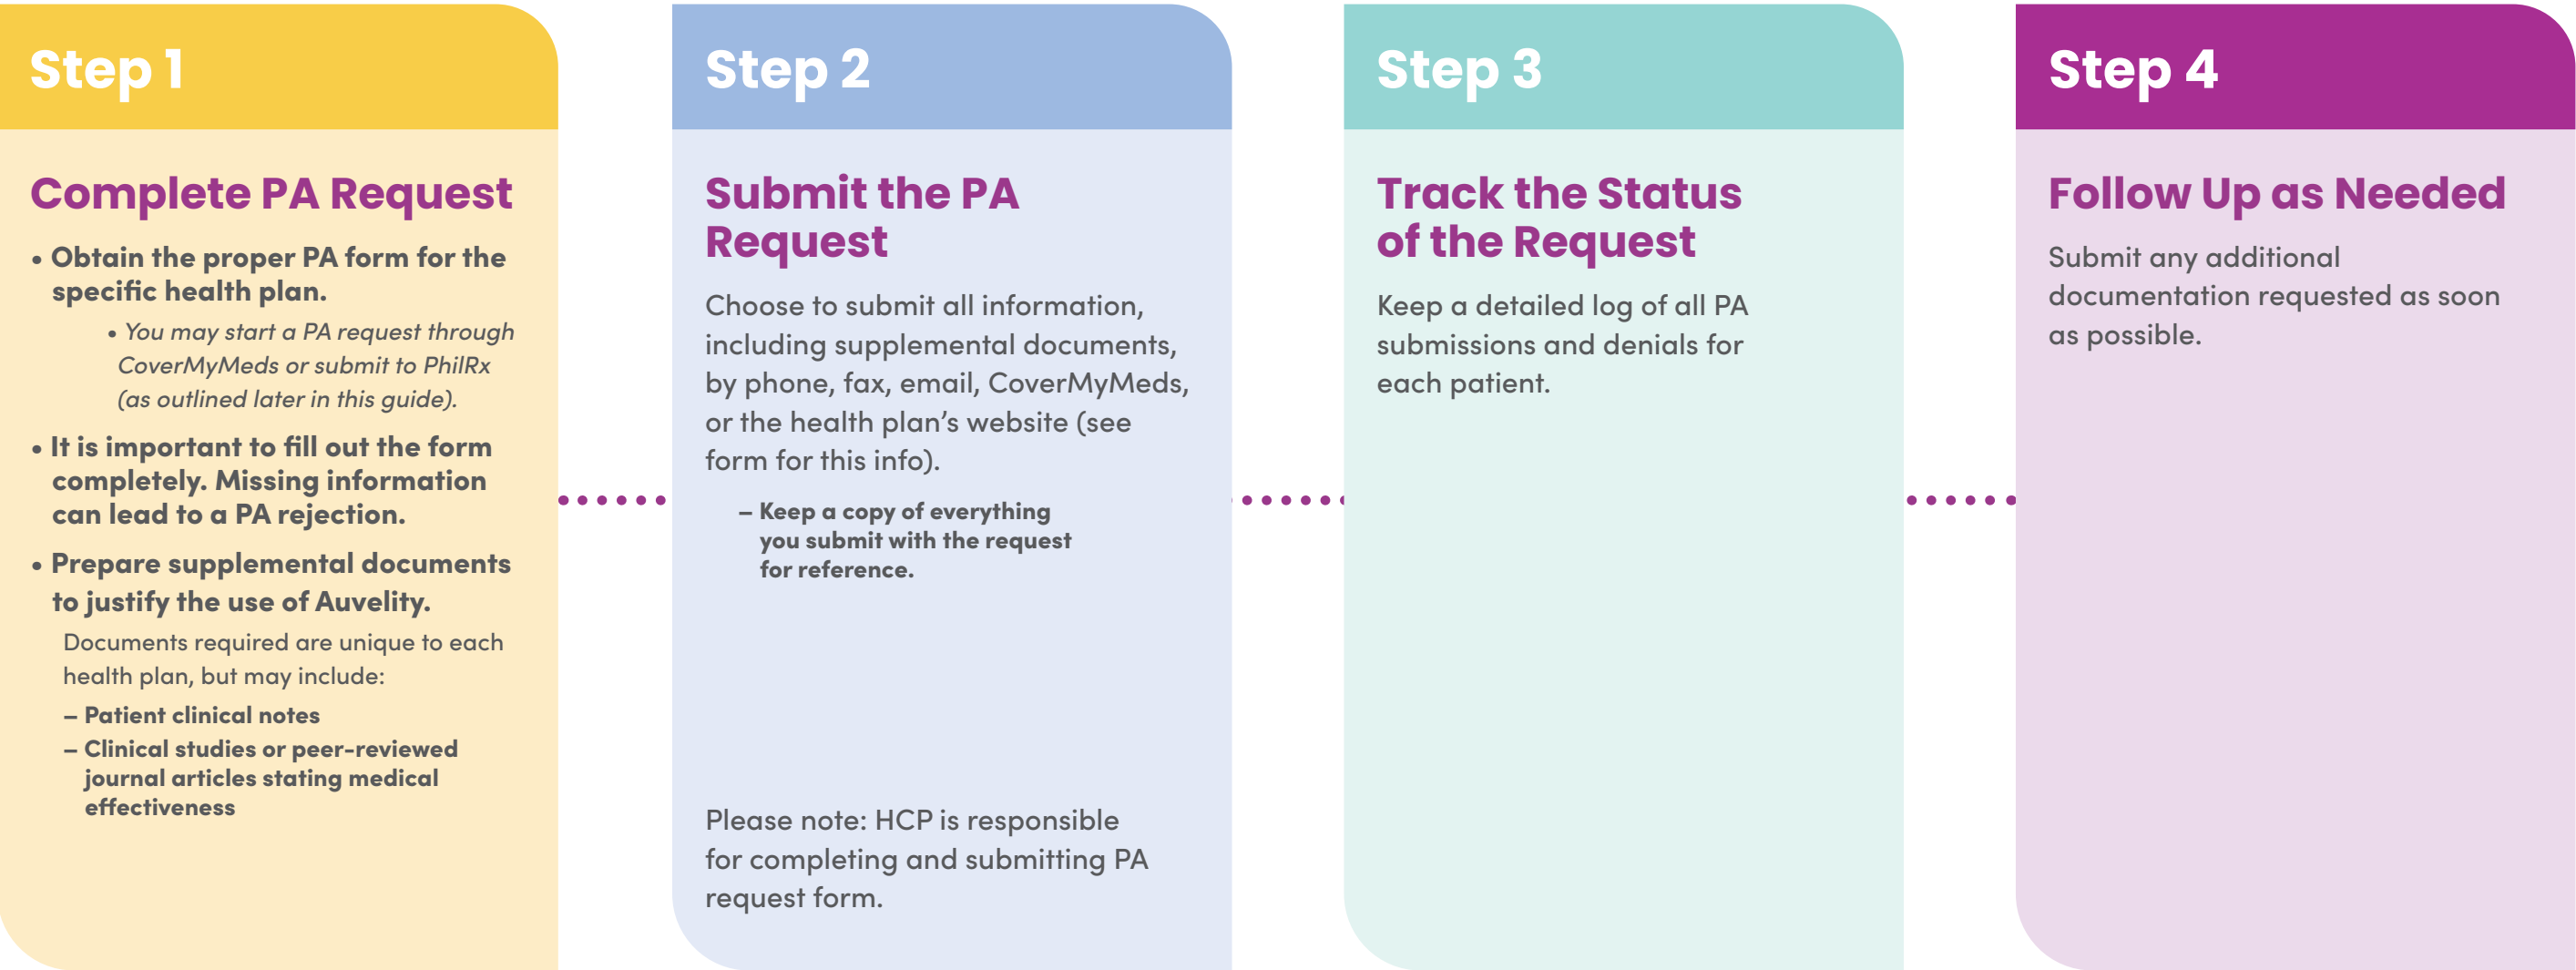 Step 1
Complete PA Request
• Obtain the proper PA form for the
specific health plan.
• You may start a PA request through
CoverMyMeds or submit to PhilRx
(as outlined later in this guide).
• It is important to fill out the form
completely. Missing information
can lead to a PA rejection.
• Prepare supplemental documents
to justify the use of Auvelity.
Documents required are unique to each
health plan, but may include:
– Patient clinical notes
– Clinical studies or peer-reviewed
journal articles stating medical
effectiveness
Step 2
Submit the PA
Request
Choose to submit all information,
including supplemental documents,
by phone, fax, email, CoverMyMeds,
or the health plan’s website (see
form for this info).
– Keep a copy of everything
you submit with the request
for reference.
Please note: HCP is responsible
for completing and submitting PA
request form.
Step 3
Track the Status
of the Request
Keep a detailed log of all PA
submissions and denials for
each patient.
Step 4
Follow Up as Needed
Submit any additional
documentation requested as soon
as possible.